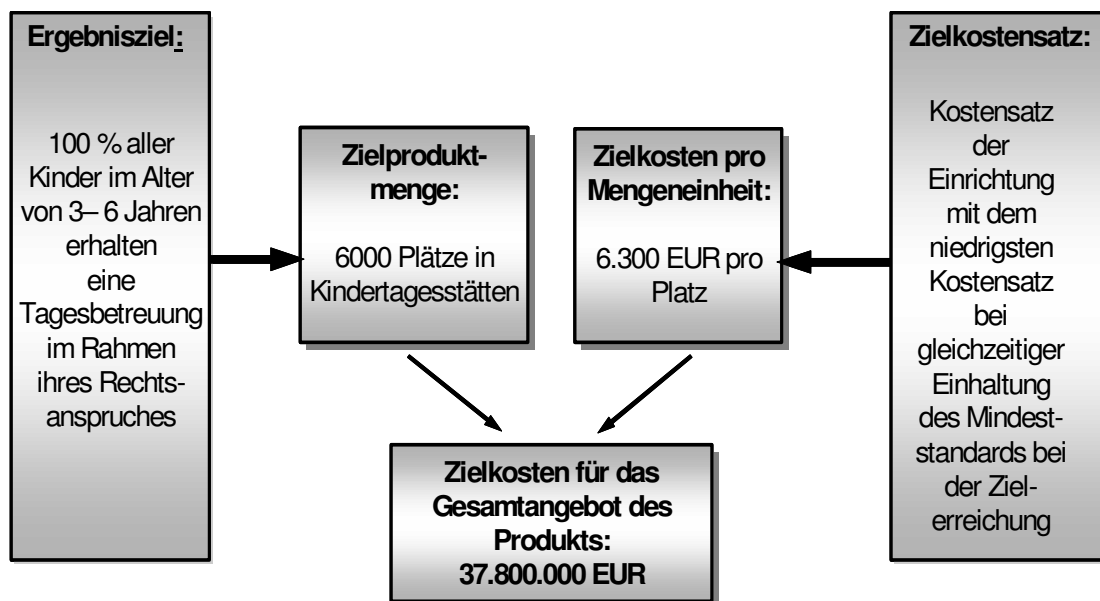 Ergebnisziel:
100 % aller
Kinder im Alter
von 3– 6 Jahren
erhalten
eine
Tagesbetreuung
im Rahmen
ihres Rechts-
anspruches
Zielprodukt-
menge:
6000 Plätze in
Kindertagesstätten
Zielkosten pro
Mengeneinheit:
6.300 EUR pro
Platz
Zielkostensatz:
Kostensatz
der
Einrichtung
mit dem
niedrigsten
Kostensatz
bei
gleichzeitiger
Einhaltung
des Mindest-
standards bei
der Ziel-
erreichung
Zielkosten für das
Gesamtangebot des
Produkts:
37.800.000 EUR